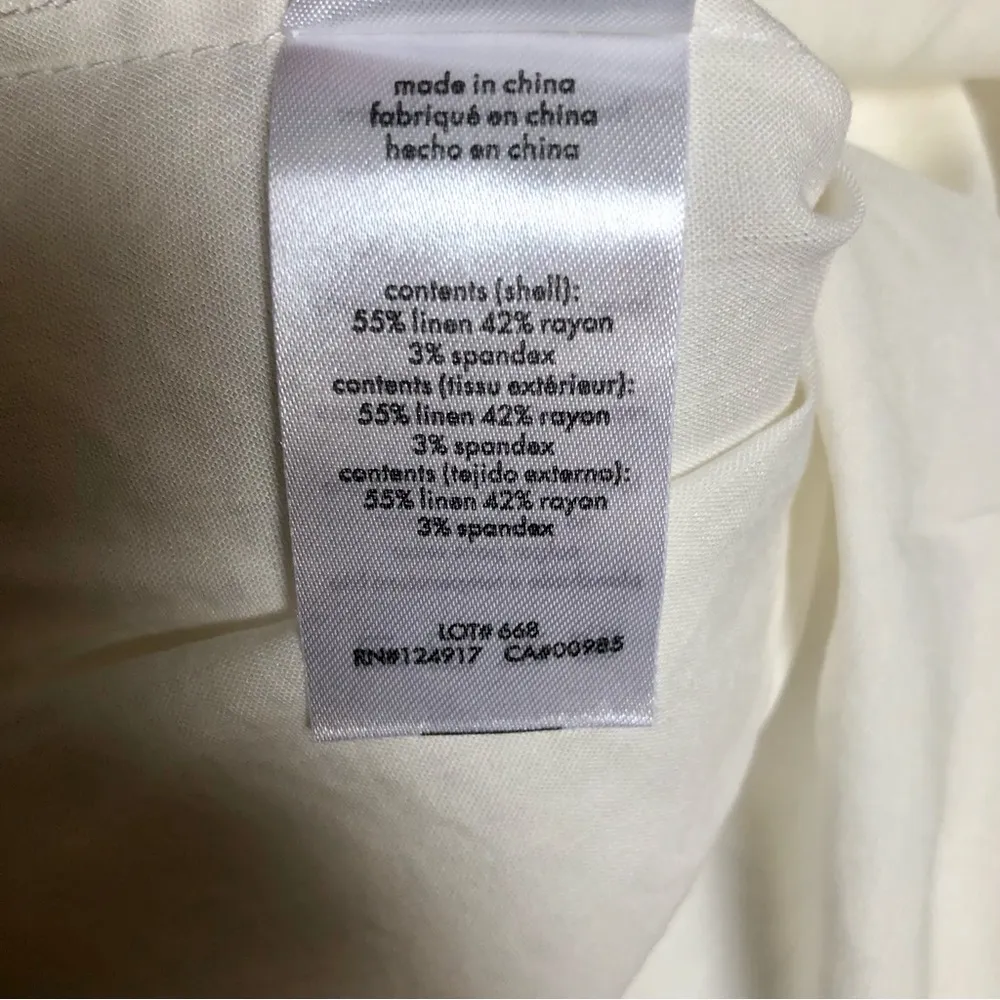 made in china
fabriqué en china
hecho en china
contents (shell):
55% linen 42% rayon
3% spandex
contents (tissu extérieur):
55% linen 42% rayon
3% spandex
contents (tejido externo):
55% linen 42% rayon
3% spandex
LOT# 668
RN#124917 CA#00985